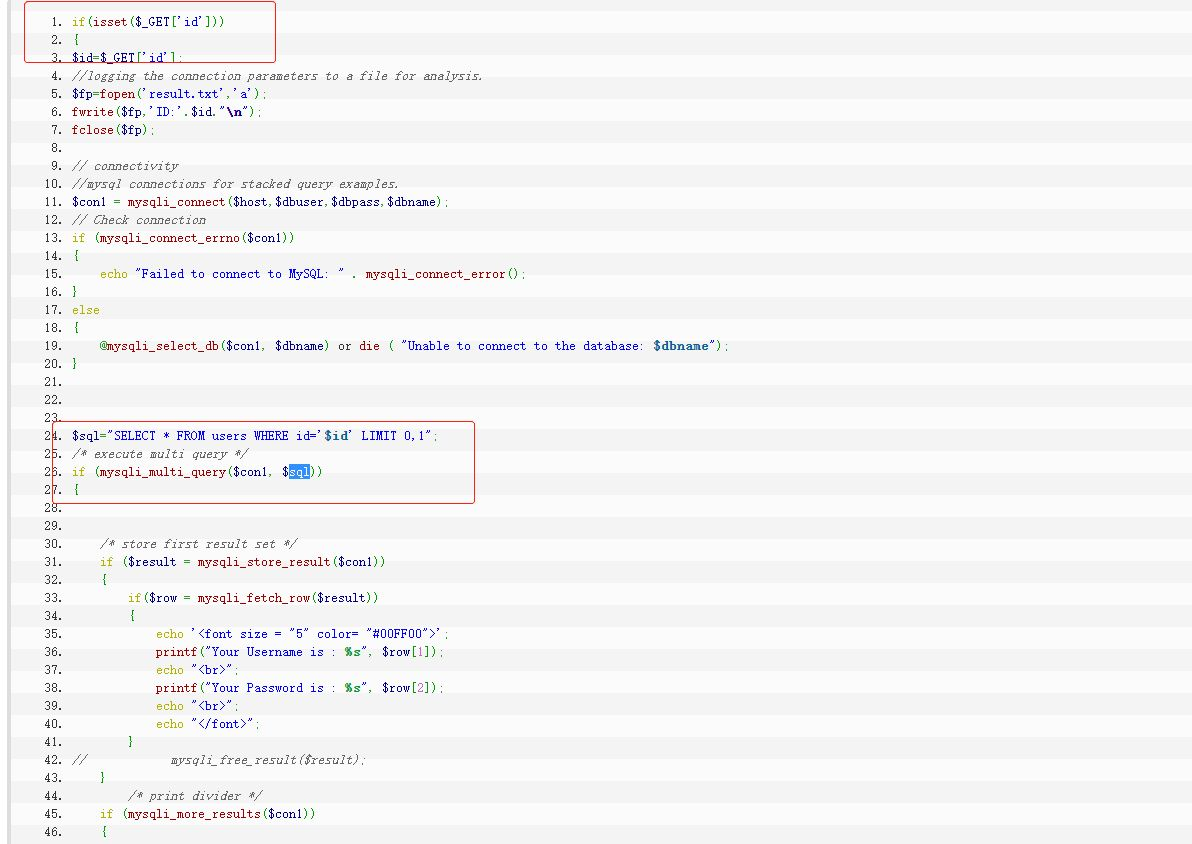 1. if(isset($_GET['id']))
2. {
3. $id=$_GET['id'];
4. //logging the connection parameters to a file for analysis.
5. $fp=fopen('result.txt','a');
6. fwrite($fp,'ID:'.$id."\n");
7. fclose($fp);
8.
9. // connectivity
10. //mysql connections for stacked query examples.
11. $con1 = mysqli_connect($host,$dbuser,$dbpass,$dbname);
12. // Check connection
13. if (mysqli_connect_errno($con1))
14. {
15.     echo "Failed to connect to MySQL: " . mysqli_connect_error();
16. }
17. else
18. {
19.     @mysqli_select_db($con1, $dbname) or die ( "Unable to connect to the database: $dbname");
20. }
21.
22.
23.
24. $sql="SELECT * FROM users WHERE id='$id' LIMIT 0,1";
25. /* execute multi query */
26. if (mysqli_multi_query($con1, $sql))
27. {
28.
29.
30.     /* store first result set */
31.     if ($result = mysqli_store_result($con1))
32.     {
33.         if($row = mysqli_fetch_row($result))
34.         {
35.             echo '<font size = "5" color= "#00FF00">';
36.             printf("Your Username is : %s", $row[1]);
37.             echo "<br>";
38.             printf("Your Password is : %s", $row[2]);
39.             echo "<br>";
40.             echo "</font>";
41.         }
42. //            mysqli_free_result($result);
43.     }
44.         /* print divider */
45.     if (mysqli_more_results($con1))
46.     {